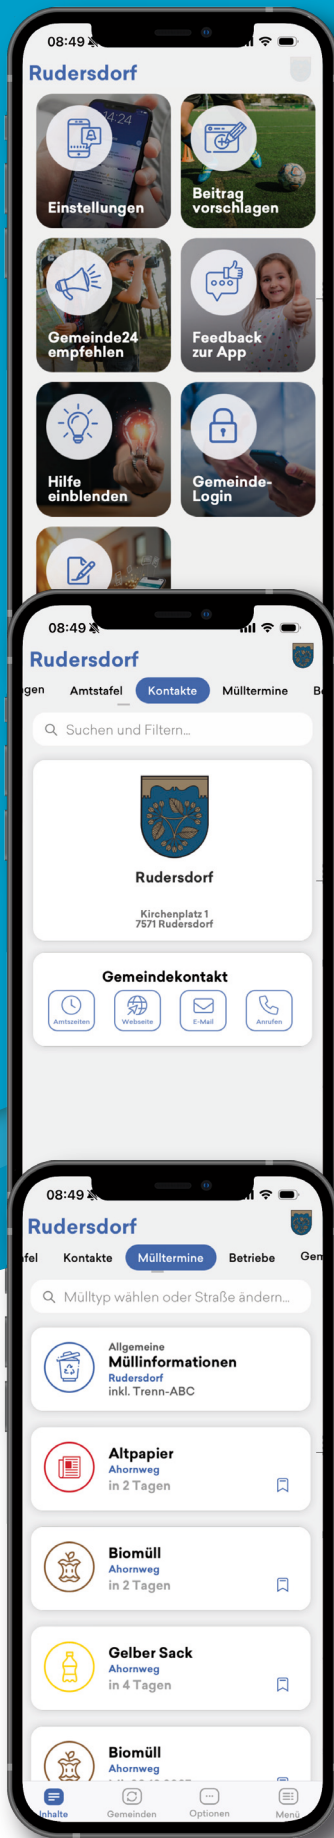 08:49
Rudersdorf
Einstellungen
Beitrag
vorschlagen
Gemeinde24
empfehlen
Feedback
zur App
Hilfe
einblenden
Gemeinde-
Login
08:49
Rudersdorf
gen Amtstafel Kontakte Mülltermine Be
Suchen und Filtern...
Rudersdorf
Kirchenplatz 1
7571 Rudersdorf
Gemeindekontakt
Amtszeiten Webseite E-Mail Anrufen
08:49
Rudersdorf
afel Kontakte Mülltermine Betriebe Gem
Mülltyp wählen oder Straße ändern...
Allgemeine
Müllinformationen
Rudersdorf
inkl. Trenn-ABC
Altpapier
Ahornweg
in 2 Tagen
Biomüll
Ahornweg
in 2 Tagen
Gelber Sack
Ahornweg
in 4 Tagen
Biomüll
Ahornweg
Inhalte Gemeinden Optionen Menü